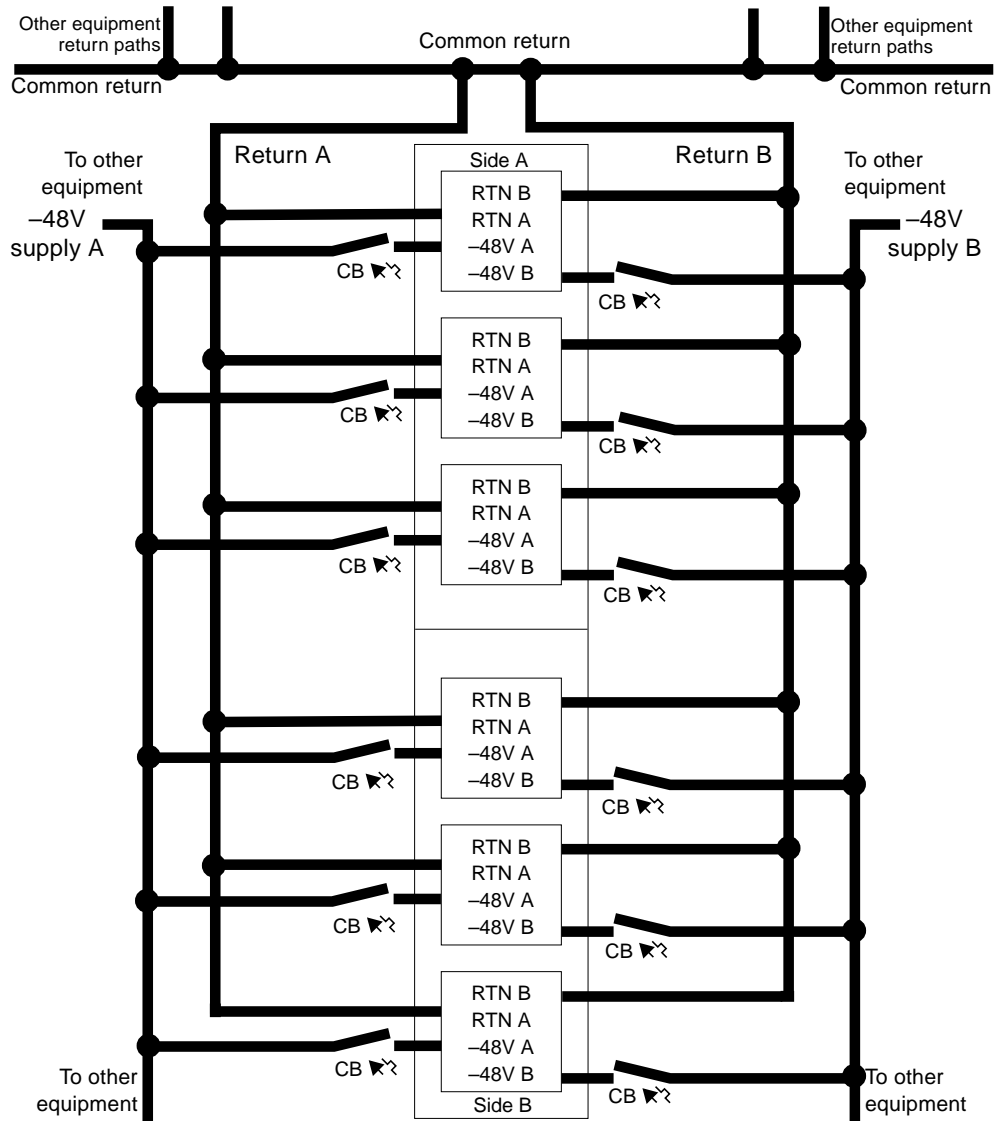 Other equipment
return paths
Common return
Other equipment
return paths
Common return
Common return
To other
equipment
–48V
supply A
Return A
Side A
Return B
To other
equipment
–48V
supply B
RTN B
RTN A
–48V A
–48V B
CB
CB
RTN B
RTN A
–48V A
–48V B
CB
CB
RTN B
RTN A
–48V A
–48V B
CB
CB
RTN B
RTN A
–48V A
–48V B
CB
CB
RTN B
RTN A
–48V A
–48V B
CB
CB
RTN B
RTN A
–48V A
–48V B
CB
CB
To other
equipment
Side B
To other
equipment